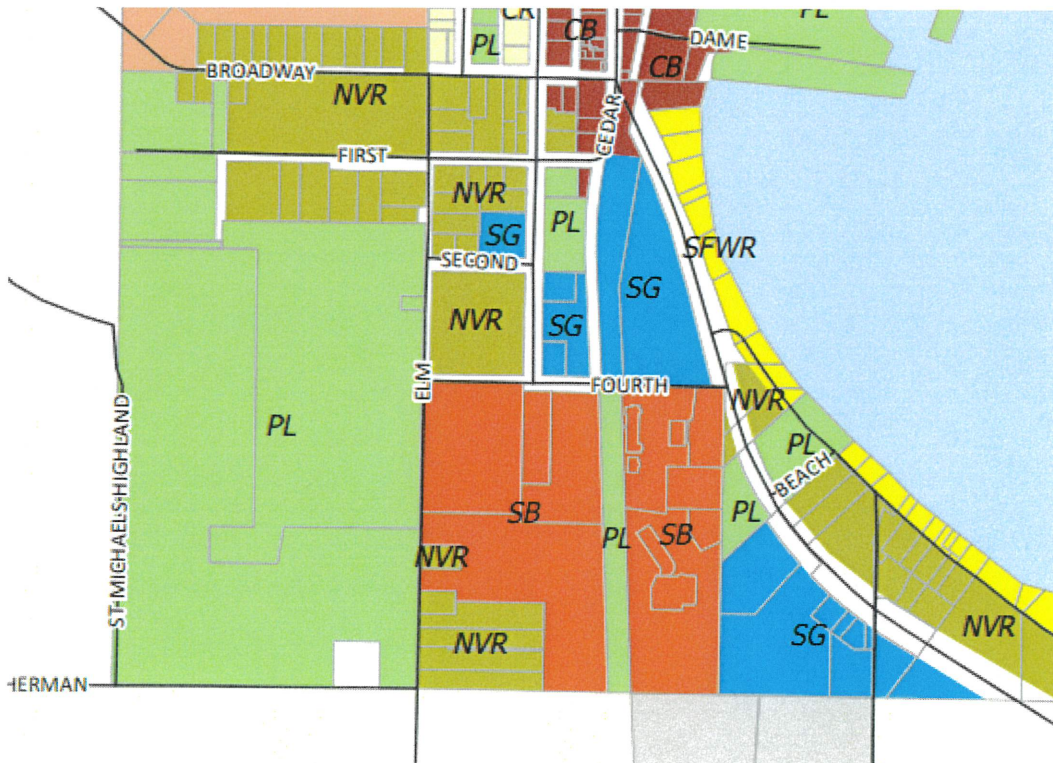 PL
CR
CB
DAME
PL
CB
BROADWAY
NVR
CEDAR
FIRST
NVR
PL
SG
SECOND
SFWR
SG
NVR
SG
ELM
FOURTH
NVR
ST MICHAELS HIGHLAND
PL
PL
BEACH
SB
PL
SB
PL
NVR
NVR
SG
NVR
HERMAN